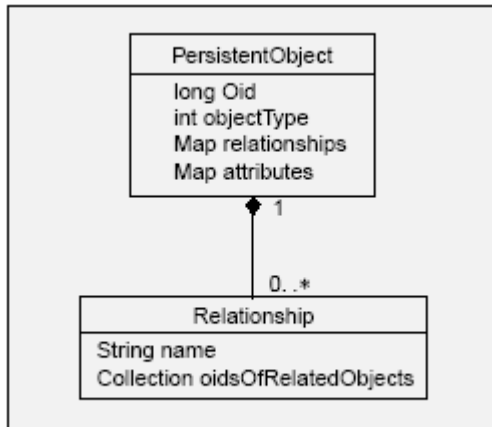 PersistentObject
long Oid
int objectType
Map relationships
Map attributes
1
0. .*
Relationship
String name
Collection oidsOfRelatedObjects